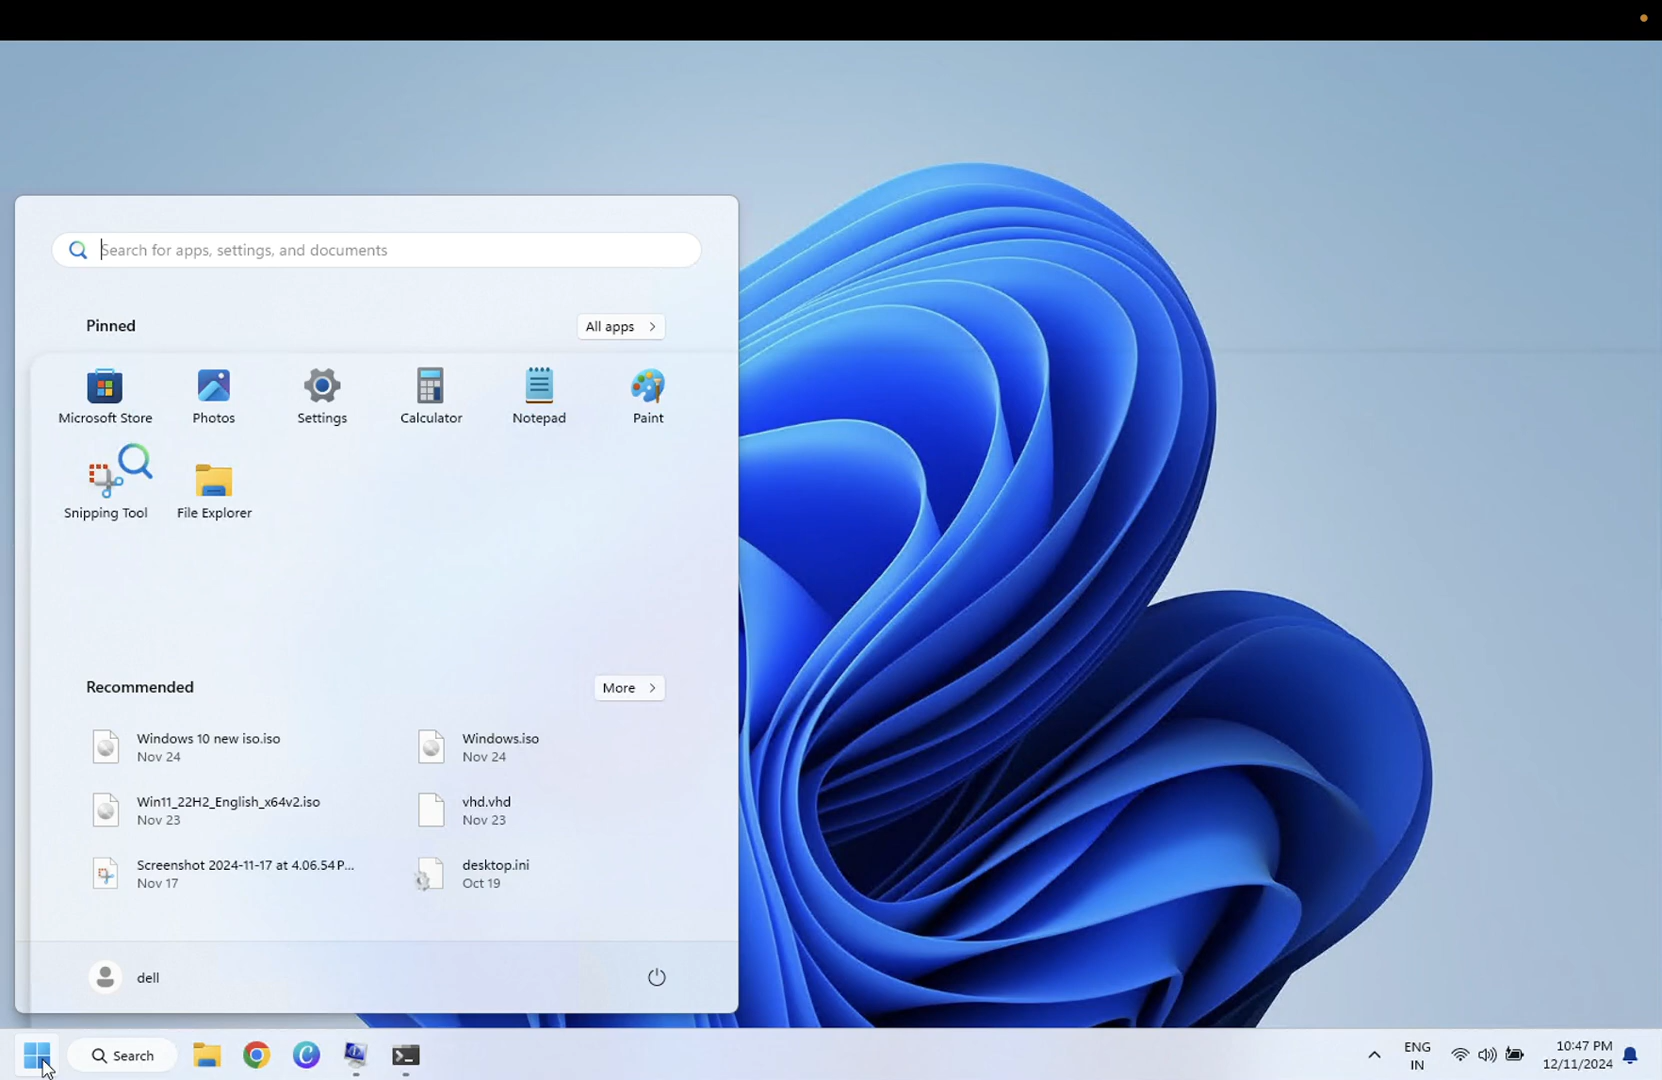 Search for apps, settings, and documents
Pinned
All apps
Microsoft Store
Photos
Settings
Calculator
Notepad
Paint
Snipping Tool
File Explorer
Recommended
More
Windows 10 new iso.iso
Nov 24
Windows.iso
Nov 24
Win11_22H2_English_x64v2.iso
Nov 23
vhd.vhd
Nov 23
Screenshot 2024-11-17 at 4.06.54 P...
Nov 17
desktop.ini
Oct 19
dell
Search
ENG
IN
10:47 PM
12/11/2024